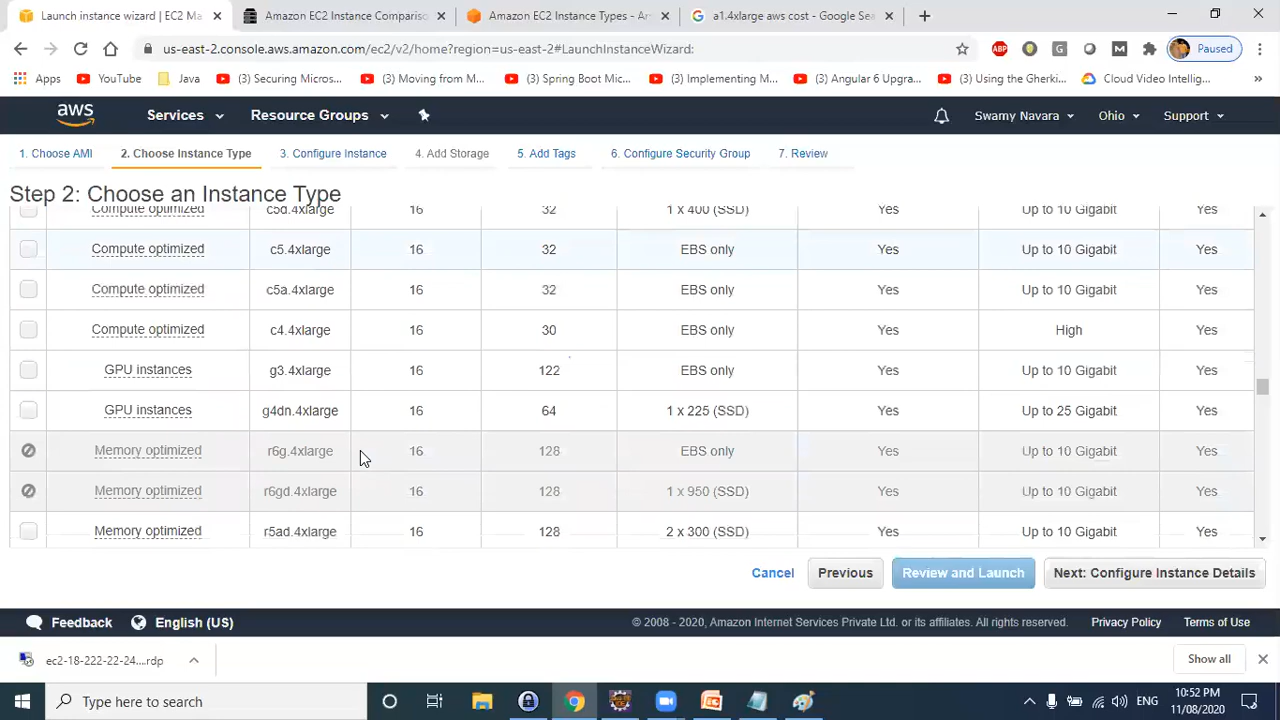 Launch instance wizard | EC2 Ma
Amazon EC2 Instance Comparis
Amazon EC2 Instance Types - Am
a1.4xlarge aws cost - Google Sea
us-east-2.console.aws.amazon.com/ec2/v2/home?region=us-east-2#LaunchInstanceWizard:
Paused
Apps
YouTube
Java
(3) Securing Micros...
(3) Moving from M...
(3) Spring Boot Mic...
(3) Implementing M...
(3) Angular 6 Upgra...
(3) Using the Gherki...
Cloud Video Intellig...
aws
Services
Resource Groups
Swamy Navara
Ohio
Support
1. Choose AMI
2. Choose Instance Type
3. Configure Instance
4. Add Storage
5. Add Tags
6. Configure Security Group
7. Review
Step 2: Choose an Instance Type
Compute optimized c5d.4xlarge 16 32 1 x 400 (SSD) Yes Up to 10 Gigabit Yes
Compute optimized c5.4xlarge 16 32 EBS only Yes Up to 10 Gigabit Yes
Compute optimized c5a.4xlarge 16 32 EBS only Yes Up to 10 Gigabit Yes
Compute optimized c4.4xlarge 16 30 EBS only Yes High Yes
GPU instances g3.4xlarge 16 122 EBS only Yes Up to 10 Gigabit Yes
GPU instances g4dn.4xlarge 16 64 1 x 225 (SSD) Yes Up to 25 Gigabit Yes
Memory optimized r6g.4xlarge 16 128 EBS only Yes Up to 10 Gigabit Yes
Memory optimized r6gd.4xlarge 16 128 1 x 950 (SSD) Yes Up to 10 Gigabit Yes
Memory optimized r5ad.4xlarge 16 128 2 x 300 (SSD) Yes Up to 10 Gigabit Yes
Cancel
Previous
Review and Launch
Next: Configure Instance Details
Feedback
English (US)
© 2008 - 2020, Amazon Internet Services Private Ltd. or its affiliates. All rights reserved.
Privacy Policy
Terms of Use
ec2-18-222-22-24....rdp
Show all
Type here to search
ENG
10:52 PM
11/08/2020